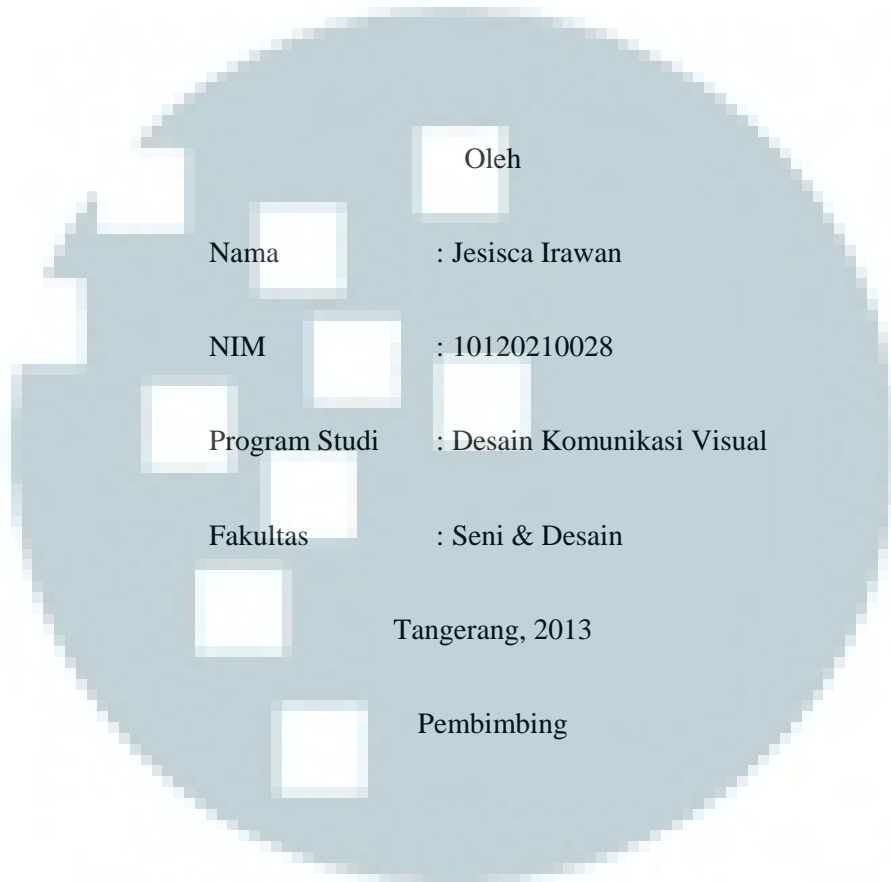 Oleh
Nama : Jesisca Irawan
NIM : 10120210028
Program Studi : Desain Komunikasi Visual
Fakultas : Seni & Desain
Tangerang, 2013
Pembimbing